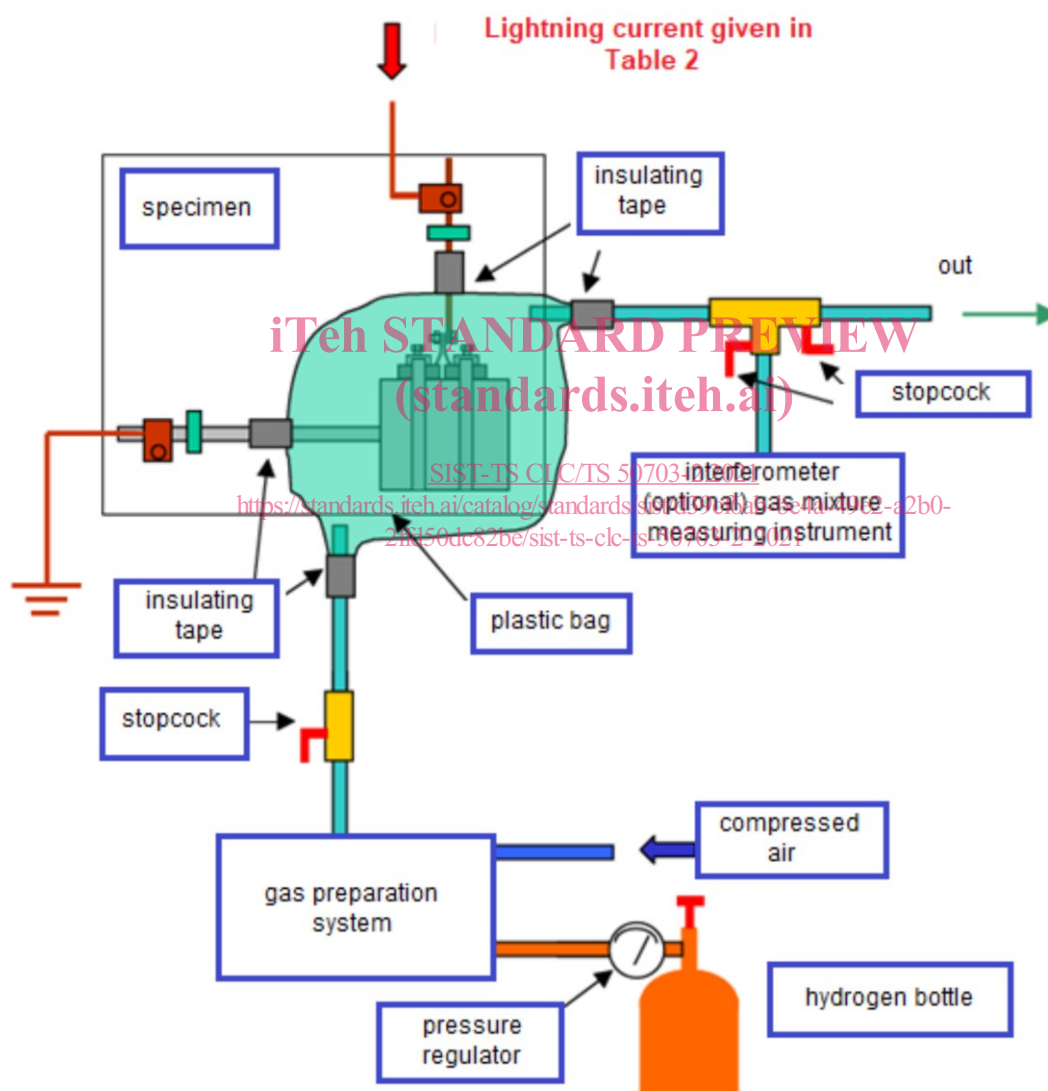 Lightning current given in
Table 2
specimen
insulating
tape
out
iTeh STANDARD PREVIEW
(standards.iteh.ai)
stopcock
interferometer
(optional) gas mixture
measuring instrument
SIST-TS CLC/TS 50703-2:2021
https://standards.iteh.ai/catalog/standards/
insulating
tape
plastic bag
stopcock
compressed
air
gas preparation
system
hydrogen bottle
pressure
regulator